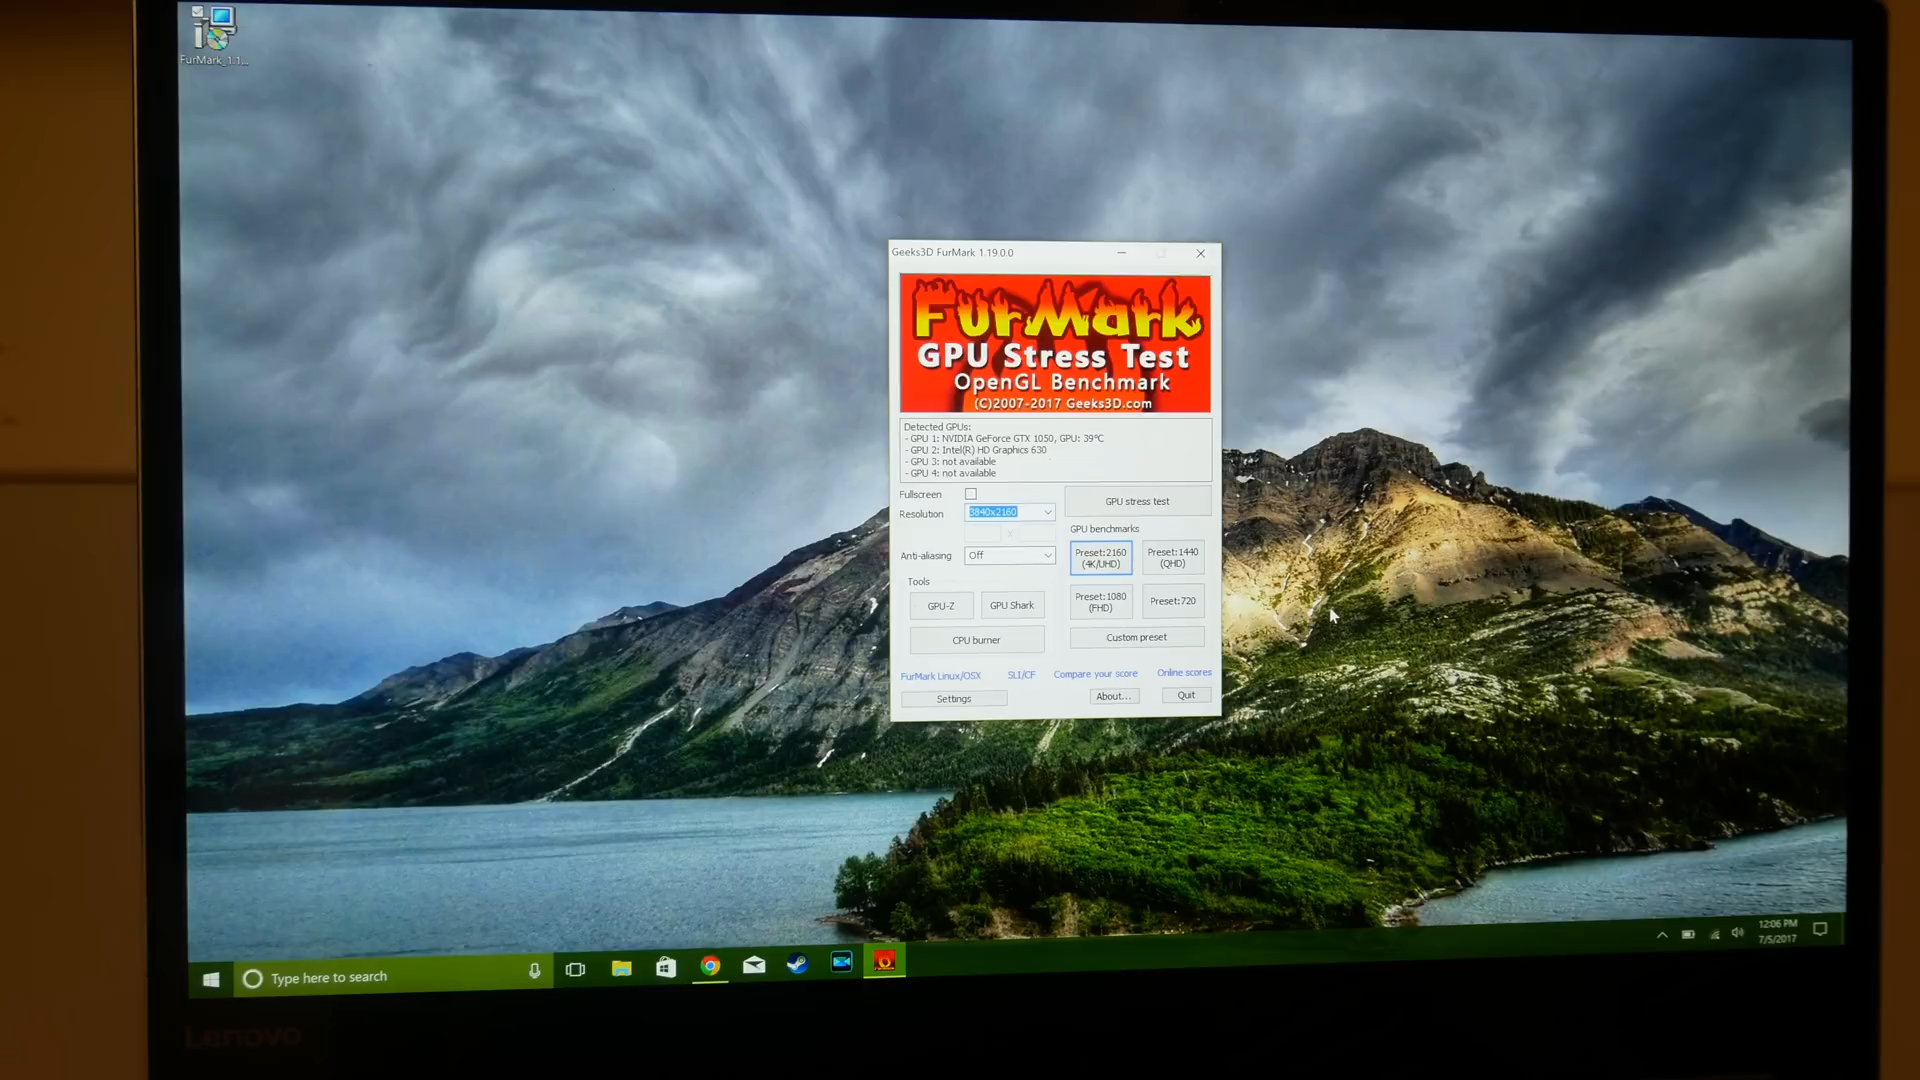 FurMark_1.1...
Geeks3D FurMark 1.19.0.0
FurMark
GPU Stress Test
OpenGL Benchmark
(C)2007-2017 Geeks3D.com
Detected GPUs:
- GPU 1: NVIDIA GeForce GTX 1050, GPU: 39°C
- GPU 2: Intel(R) HD Graphics 630
- GPU 3: not available
- GPU 4: not available
Fullscreen
GPU stress test
Resolution 3840x2160
x
GPU benchmarks
Anti-aliasing Off
Preset:2160
(4K/UHD)
Preset:1440
(QHD)
Tools
GPU-Z GPU Shark
Preset:1080
(FHD)
Preset:720
CPU burner
Custom preset
FurMark Linux/OSX SLI/CF Compare your score Online scores
Settings About... Quit
Type here to search
12:06 PM
7/5/2017
Lenovo